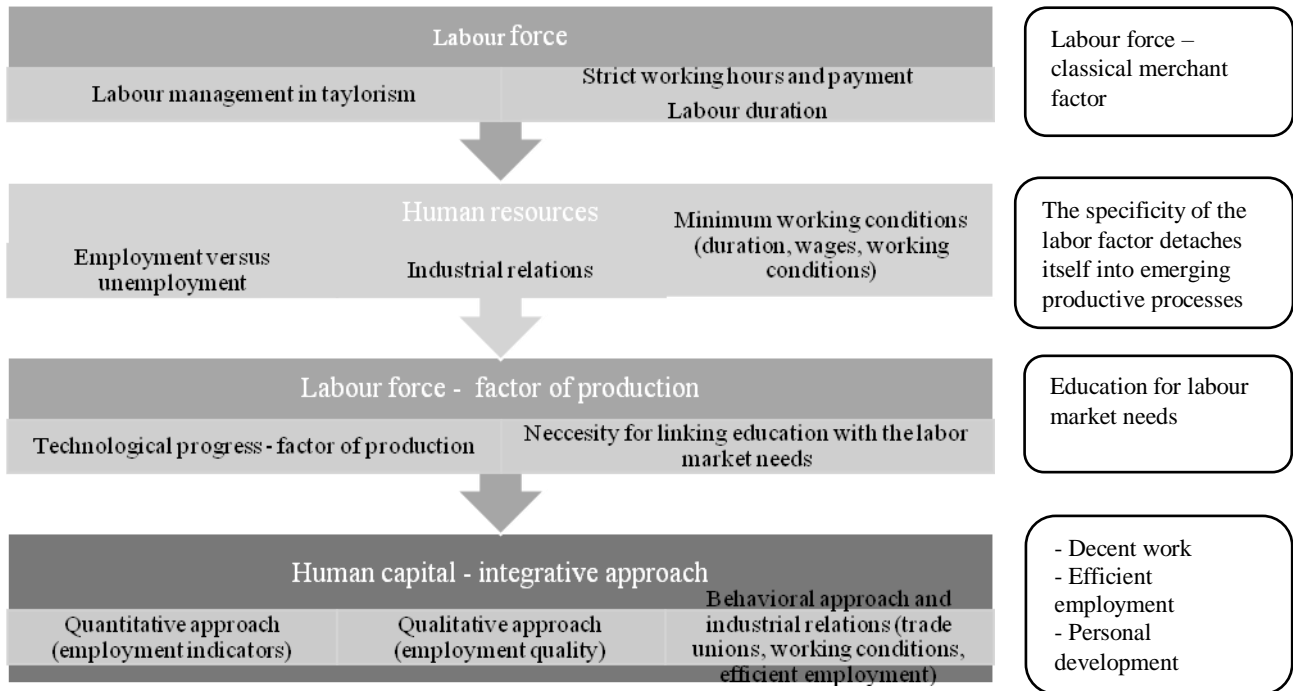 Labour force
Labour management in taylorism
Strict working hours and payment
Labour duration
Labour force –
classical merchant
factor
Human resources
Employment versus
unemployment
Industrial relations
Minimum working conditions
(duration, wages, working
conditions)
The specificity of the
labor factor detaches
itself into emerging
productive processes
Labour force - factor of production
Technological progress - factor of production
Neccesity for linking education with the labor
market needs
Education for labour
market needs
Human capital - integrative approach
Quantitative approach
(employment indicators)
Qualitative approach
(employment quality)
Behavioral approach and
industrial relations (trade
unions, working conditions,
efficient employment)
- Decent work
- Efficient
employment
- Personal
development